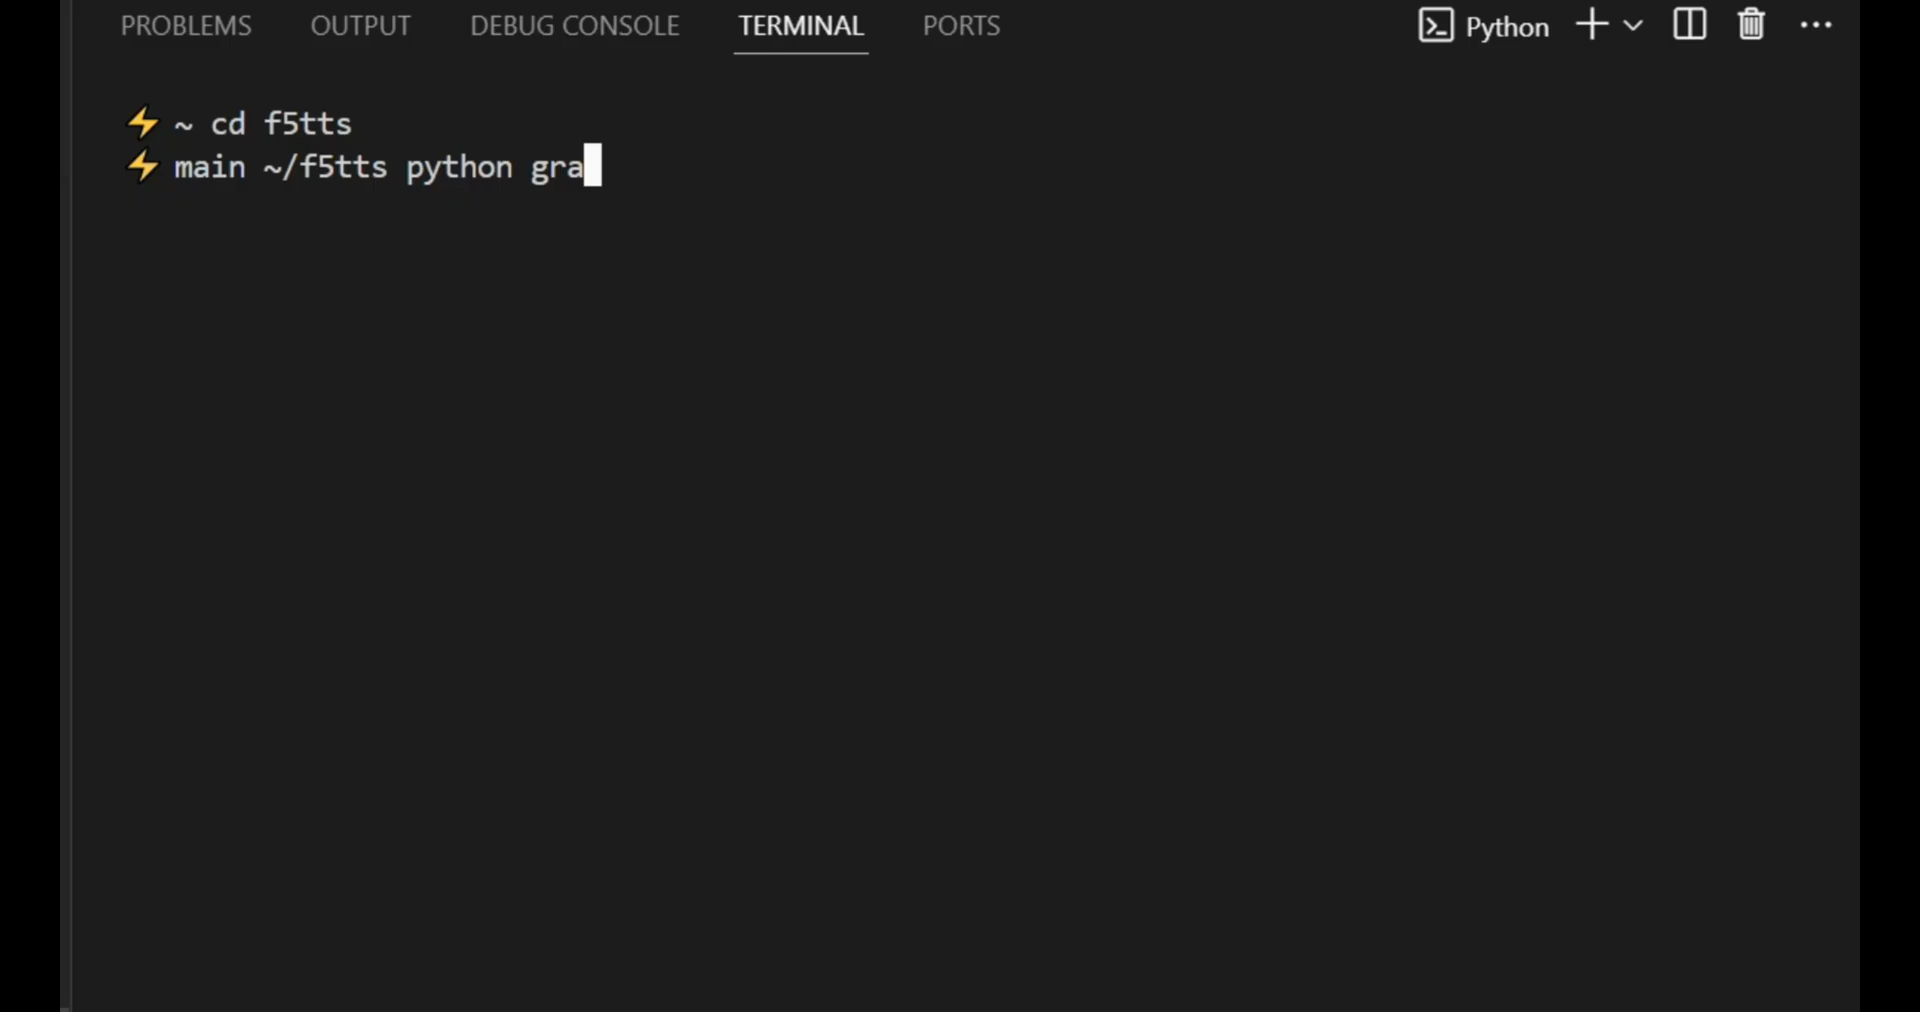 PROBLEMS OUTPUT DEBUG CONSOLE TERMINAL PORTS Python
⚡ ~ cd f5tts
⚡ main ~/f5tts python gra